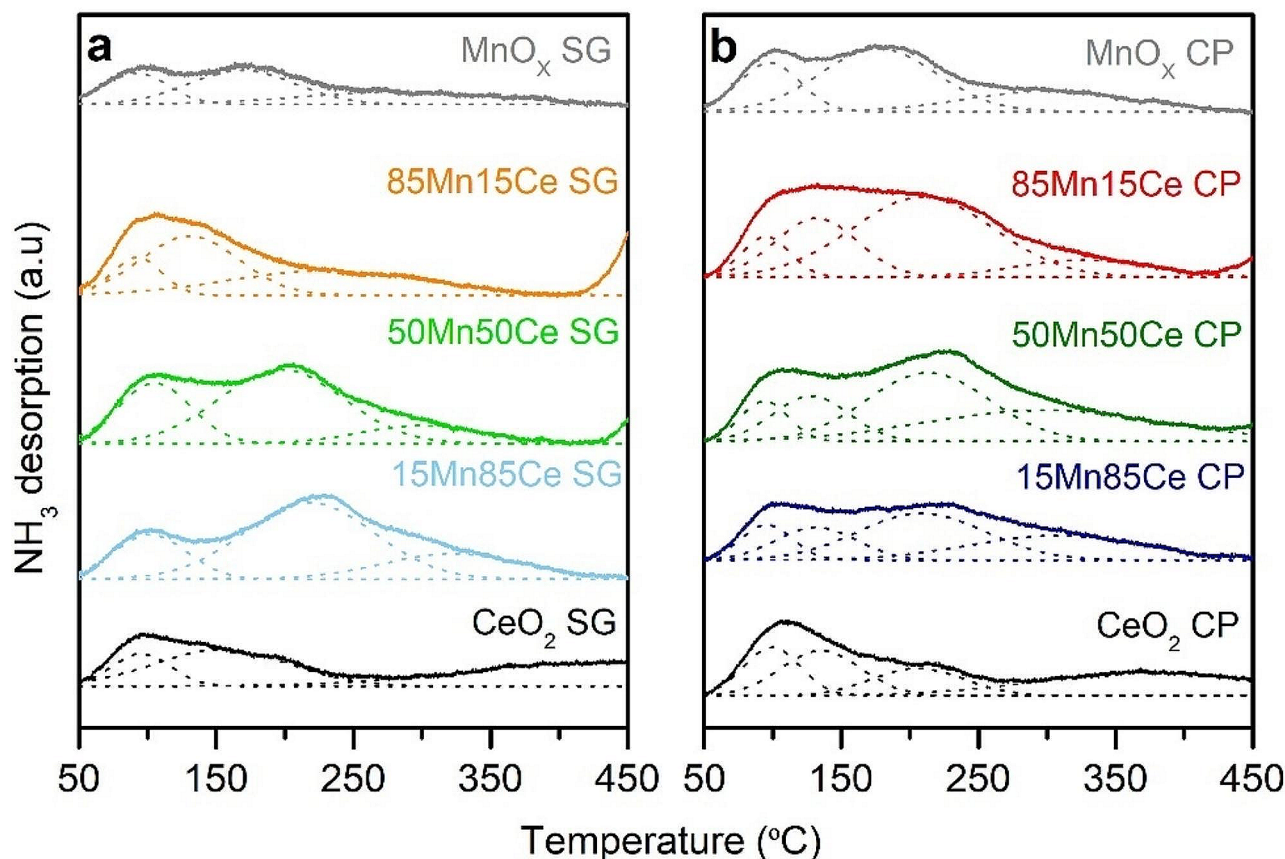 a
MnOₓ SG
85Mn15Ce SG
50Mn50Ce SG
15Mn85Ce SG
CeO₂ SG
b
MnOₓ CP
85Mn15Ce CP
50Mn50Ce CP
15Mn85Ce CP
CeO₂ CP
NH₃ desorption (a.u)
50 150 250 350 450
50 150 250 350 450
Temperature (ºC)